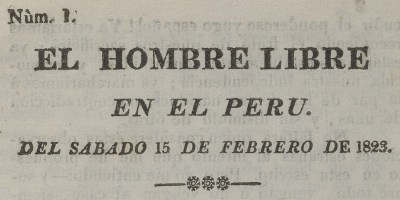 Núm. 1.
EL HOMBRE LIBRE
EN EL PERU.
DEL SABADO 15 DE FEBRERO DE 1823.